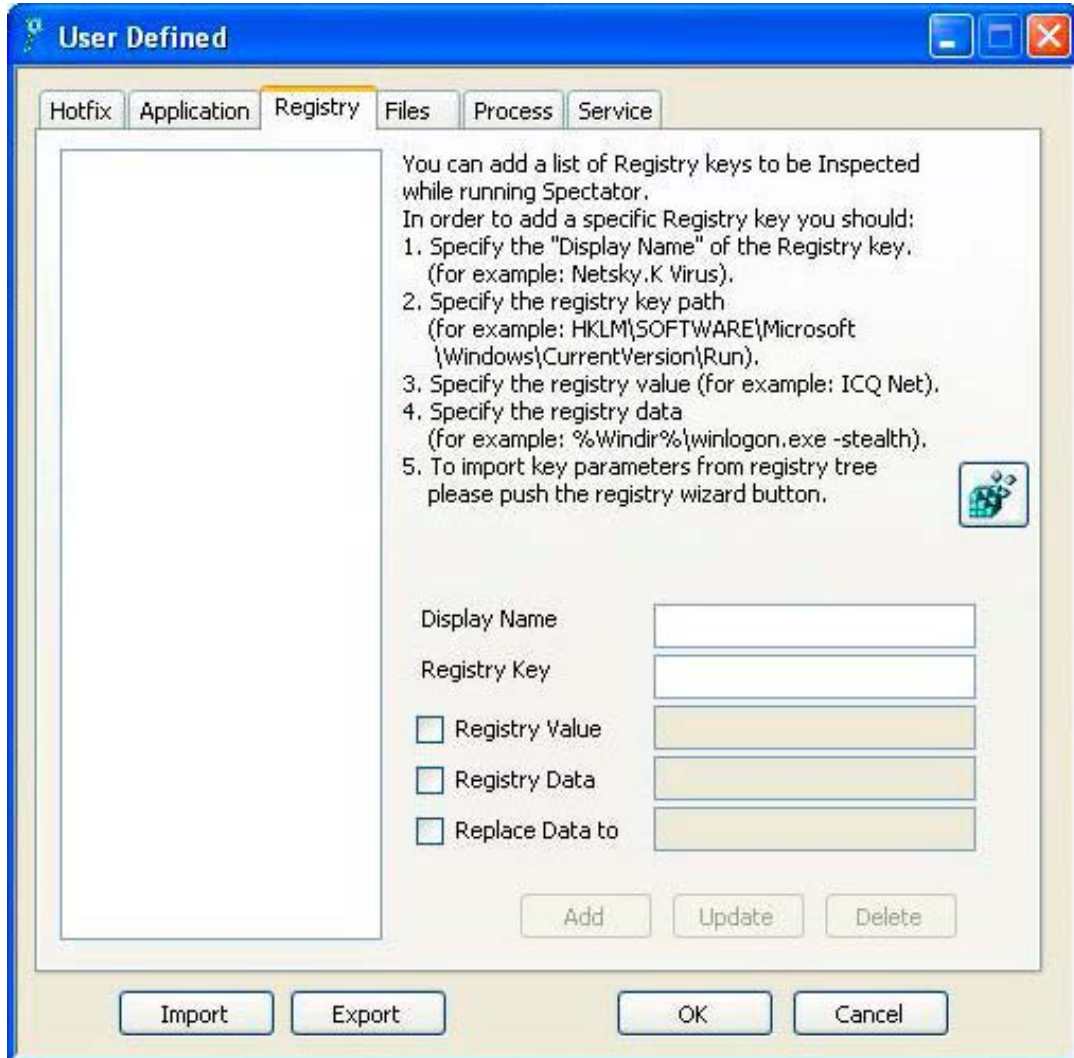 User Defined
Hotfix Application Registry Files Process Service
You can add a list of Registry keys to be Inspected
while running Spectator.
In order to add a specific Registry key you should:
1. Specify the "Display Name" of the Registry key.
(for example: Netsky.K Virus).
2. Specify the registry key path
(for example: HKLM\SOFTWARE\Microsoft
\Windows\CurrentVersion\Run).
3. Specify the registry value (for example: ICQ Net).
4. Specify the registry data
(for example: %Windir%\winlogon.exe -stealth).
5. To import key parameters from registry tree
please push the registry wizard button.
Display Name
Registry Key
Registry Value
Registry Data
Replace Data to
Add Update Delete
Import Export OK Cancel